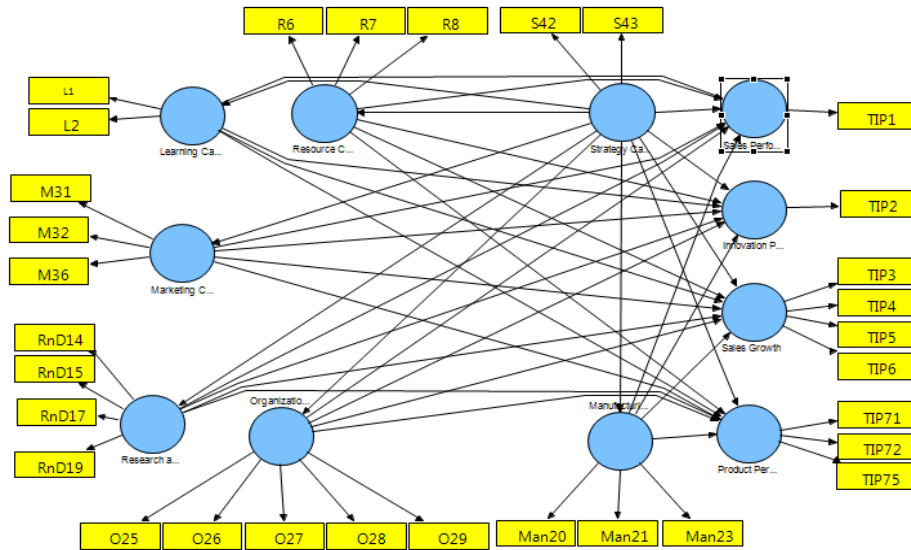 R6
R7
R8
S42
S43
L1
L2
Learning Ca...
Resource C...
Strategy Ca...
Sales Perfo...
TIP1
M31
M32
M36
Marketing C...
Innovation P...
TIP2
TIP3
TIP4
TIP5
TIP6
Sales Growth
RnD14
RnD15
RnD17
RnD19
Research a...
Organizatio...
Manufacturi...
Product Per...
TIP71
TIP72
TIP75
O25
O26
O27
O28
O29
Man20
Man21
Man23